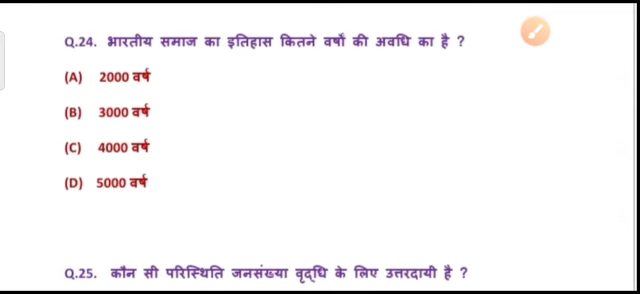 Q.24. भारतीय समाज का इतिहास कितने वर्षों की अवधि का है ?
(A) 2000 वर्ष
(B) 3000 वर्ष
(C) 4000 वर्ष
(D) 5000 वर्ष
Q.25. कौन सी परिस्थिति जनसंख्या वृद्धि के लिए उत्तरदायी है ?